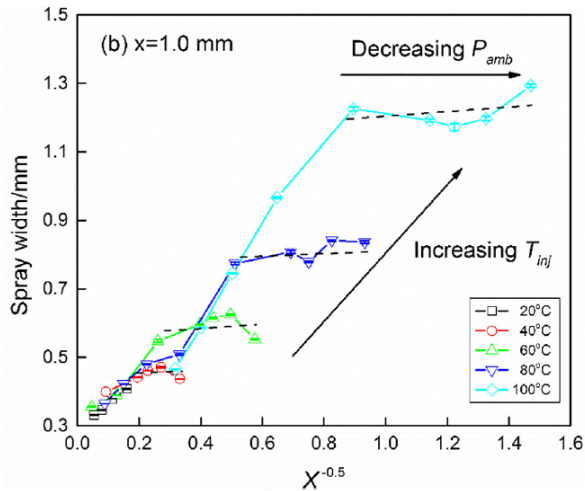 (b) x=1.0 mm
Decreasing P_amb
Increasing T_inj
20°C
40°C
60°C
80°C
100°C
Spray width/mm
1.5
1.3
1.1
0.9
0.7
0.5
0.3
0.0 0.2 0.4 0.6 0.8 1.0 1.2 1.4 1.6
X^-0.5